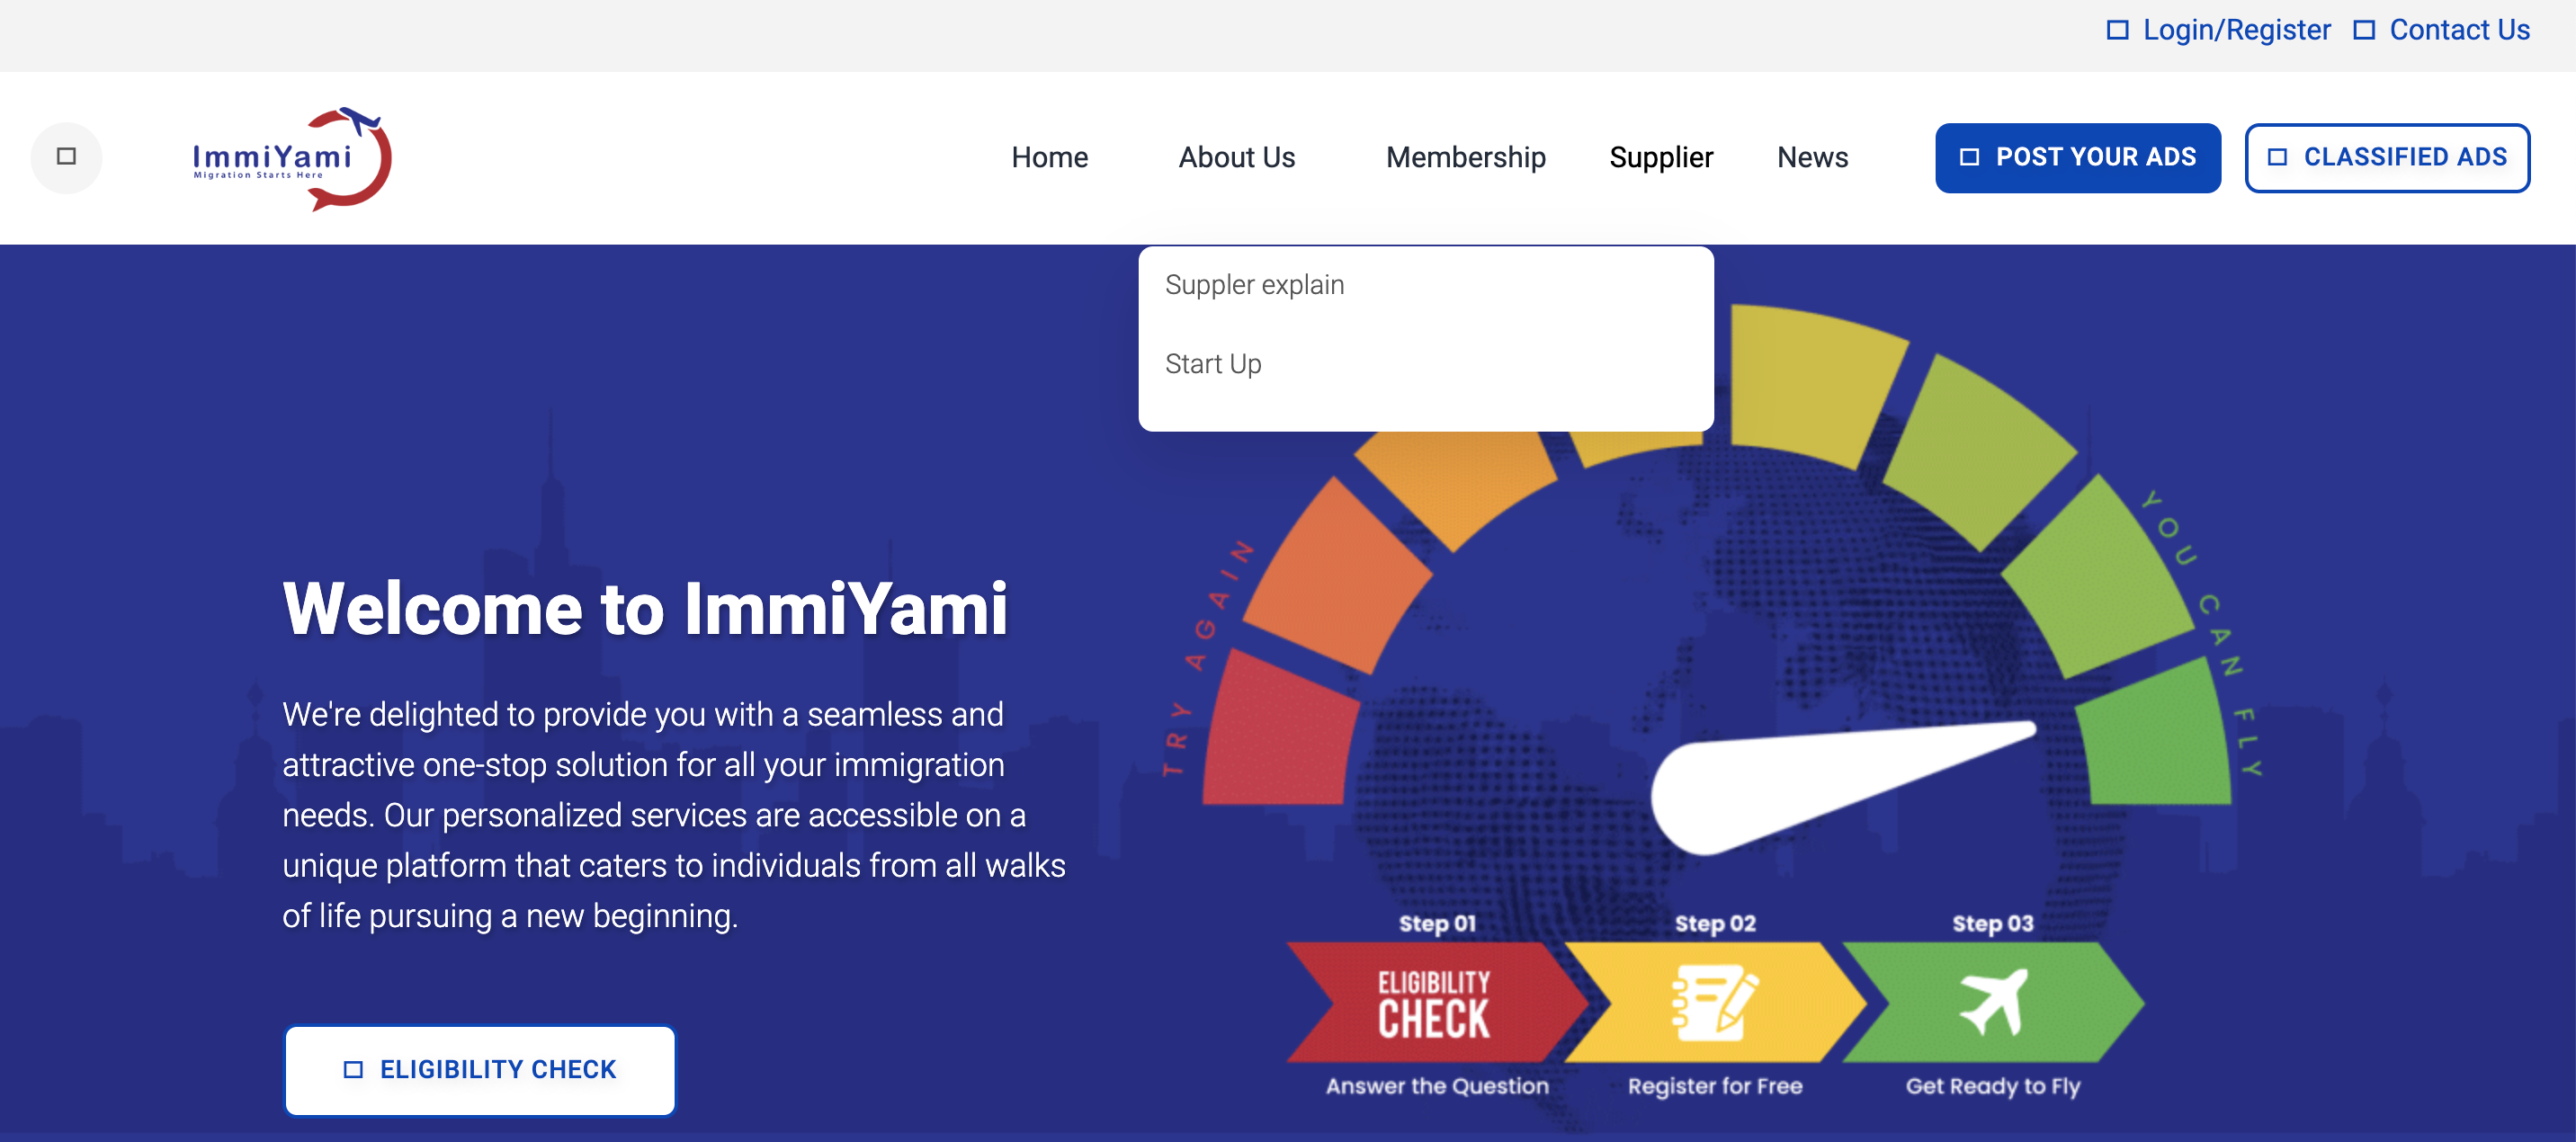 Login/Register Contact Us
ImmiYami
Migration Starts Here
Home About Us Membership Supplier News POST YOUR ADS CLASSIFIED ADS
Suppler explain
Start Up
TRY AGAIN
YOU CAN FLY
Welcome to ImmiYami
We're delighted to provide you with a seamless and
attractive one-stop solution for all your immigration
needs. Our personalized services are accessible on a
unique platform that caters to individuals from all walks
of life pursuing a new beginning.
ELIGIBILITY CHECK
Step 01 Step 02 Step 03
ELIGIBILITY
CHECK
Answer the Question Register for Free Get Ready to Fly